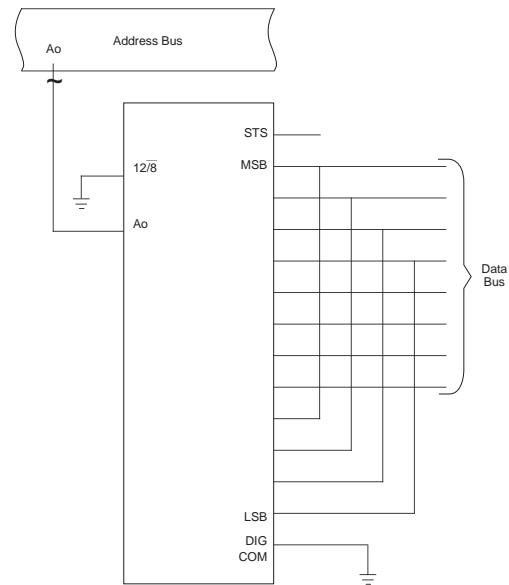 Address Bus
Ao
STS
12/8̅
MSB
Ao
Data
Bus
LSB
DIG
COM